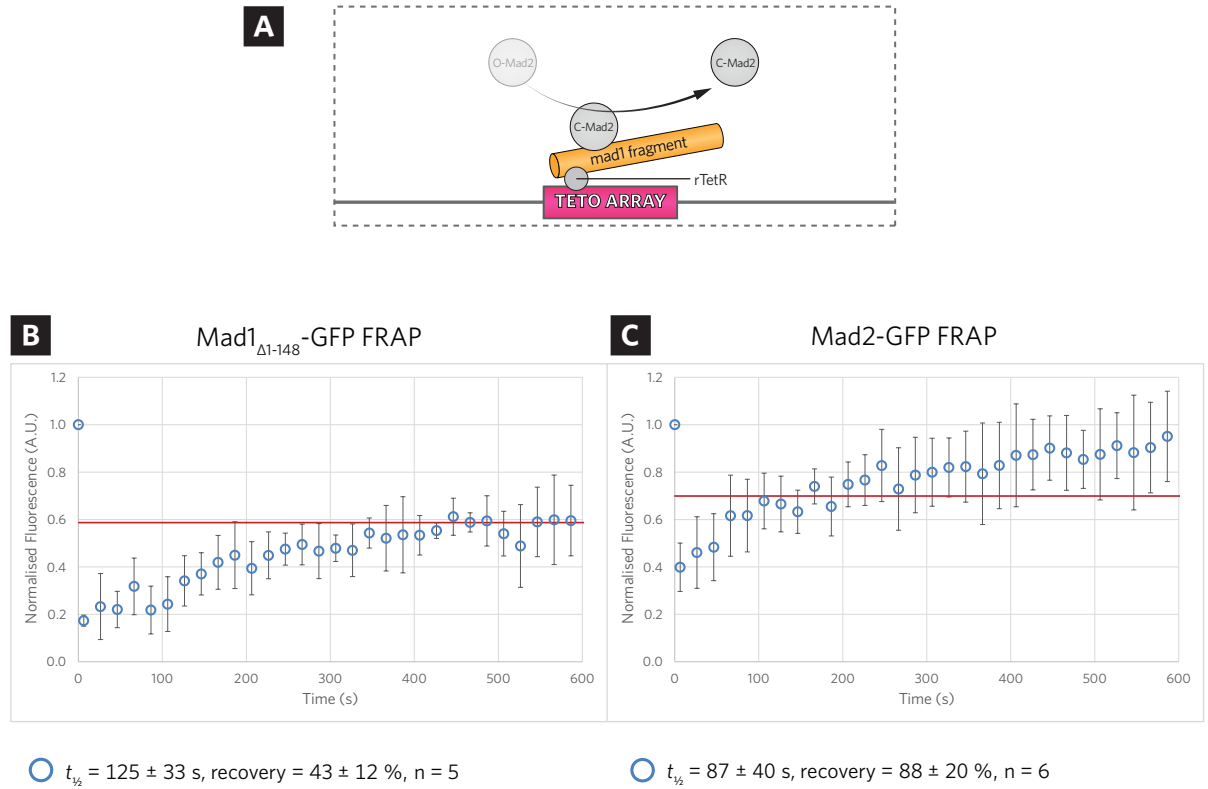 A
O-Mad2
C-Mad2
C-Mad2
mad1 fragment
rTetR
TETO ARRAY
B
Mad1Δ1-148-GFP FRAP
Normalised Fluorescence (A.U.)
1.2
1.0
0.8
0.6
0.4
0.2
0.0
0 100 200 300 400 500 600
Time (s)
t½ = 125 ± 33 s, recovery = 43 ± 12 %, n = 5
C
Mad2-GFP FRAP
Normalised Fluorescence (A.U.)
1.2
1.0
0.8
0.6
0.4
0.2
0.0
0 100 200 300 400 500 600
Time (s)
t½ = 87 ± 40 s, recovery = 88 ± 20 %, n = 6